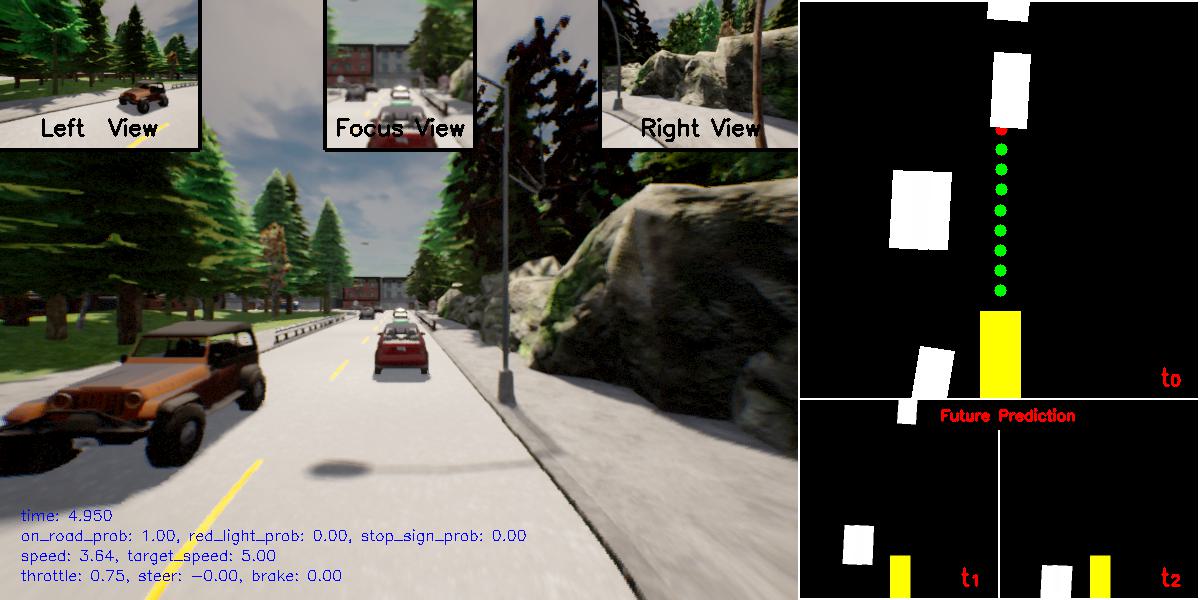 Left View
Focus View
Right View
t0
Future Prediction
time: 4.950
on_road_prob: 1.00, red_light_prob: 0.00, stop_sign_prob: 0.00
speed: 3.64, target_speed: 5.00
throttle: 0.75, steer: −0.00, brake: 0.00
t1
t2